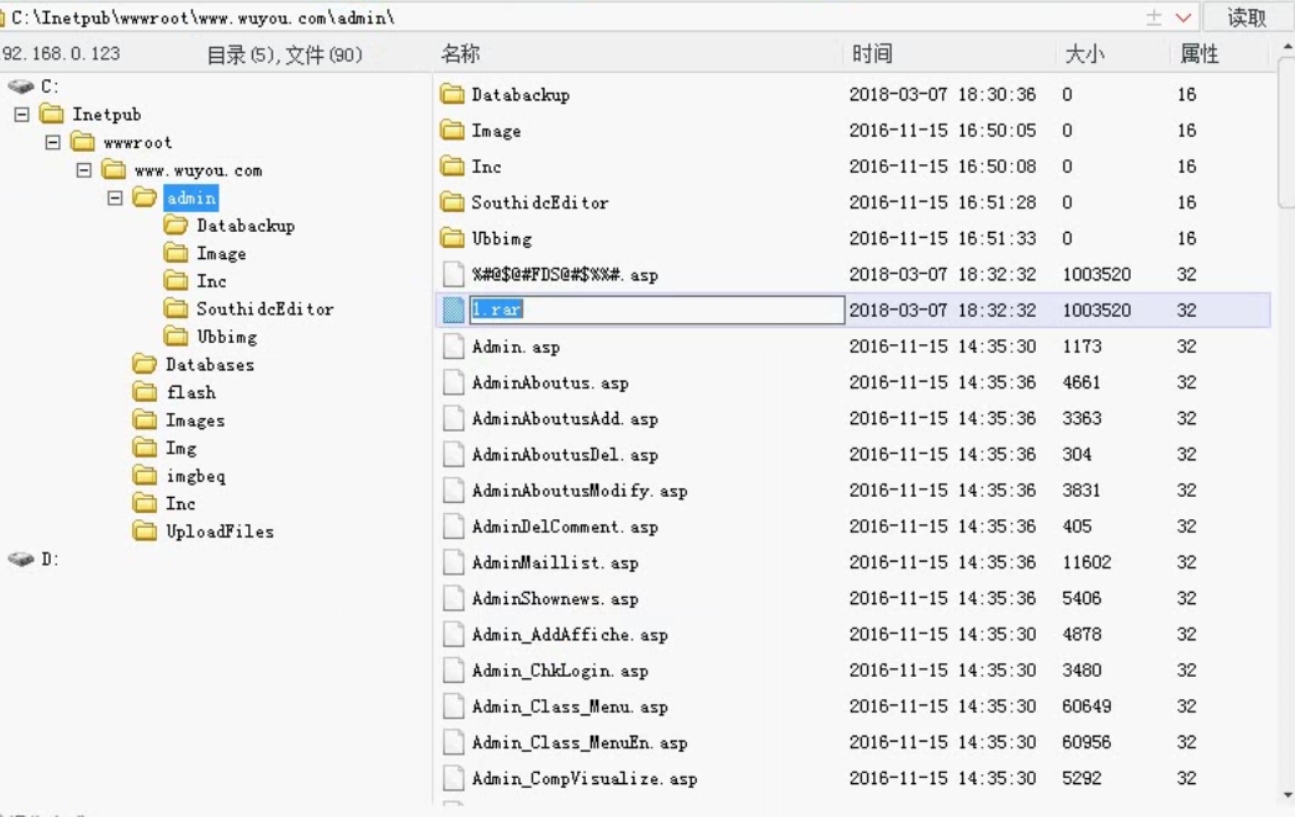 C:\Inetpub\wwwroot\www.wuyou.com\admin\ 读取
92.168.0.123 目录(5),文件(90) 名称 时间 大小 属性
C:
Inetpub
wwwroot
www.wuyou.com
admin
Databackup
Image
Inc
SouthidcEditor
Ubbimg
Databases
flash
Images
Img
imgbeq
Inc
UploadFiles
D:
Databackup 2018-03-07 18:30:36 0 16
Image 2016-11-15 16:50:05 0 16
Inc 2016-11-15 16:50:08 0 16
SouthidcEditor 2016-11-15 16:51:28 0 16
Ubbimg 2016-11-15 16:51:33 0 16
%#@$@#FDS@#$%%#.asp 2018-03-07 18:32:32 1003520 32
1.rar 2018-03-07 18:32:32 1003520 32
Admin.asp 2016-11-15 14:35:30 1173 32
AdminAboutus.asp 2016-11-15 14:35:36 4661 32
AdminAboutusAdd.asp 2016-11-15 14:35:36 3363 32
AdminAboutusDel.asp 2016-11-15 14:35:36 304 32
AdminAboutusModify.asp 2016-11-15 14:35:36 3831 32
AdminDelComment.asp 2016-11-15 14:35:36 405 32
AdminMaillist.asp 2016-11-15 14:35:36 11602 32
AdminShownews.asp 2016-11-15 14:35:36 5406 32
Admin_AddAffiche.asp 2016-11-15 14:35:30 4878 32
Admin_ChkLogin.asp 2016-11-15 14:35:30 3480 32
Admin_Class_Menu.asp 2016-11-15 14:35:30 60649 32
Admin_Class_MenuEn.asp 2016-11-15 14:35:30 60956 32
Admin_CompVisualize.asp 2016-11-15 14:35:30 5292 32